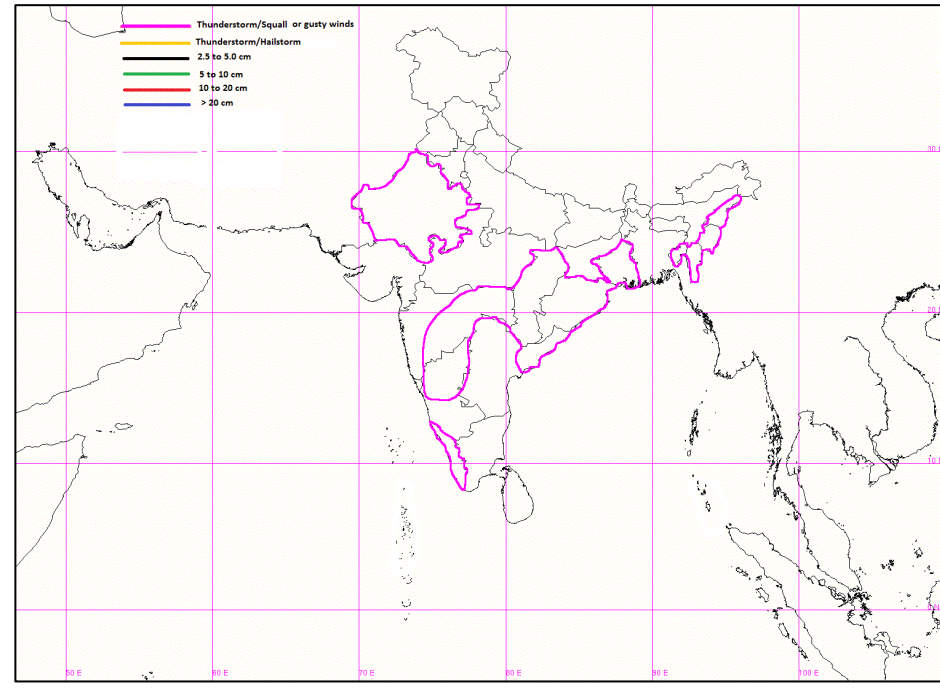 Thunderstorm/Squall or gusty winds
Thunderstorm/Hailstorm
2.5 to 5.0 cm
5 to 10 cm
10 to 20 cm
> 20 cm
30 N
20 N
10 N
50 E
60 E
70 E
80 E
90 E
100 E